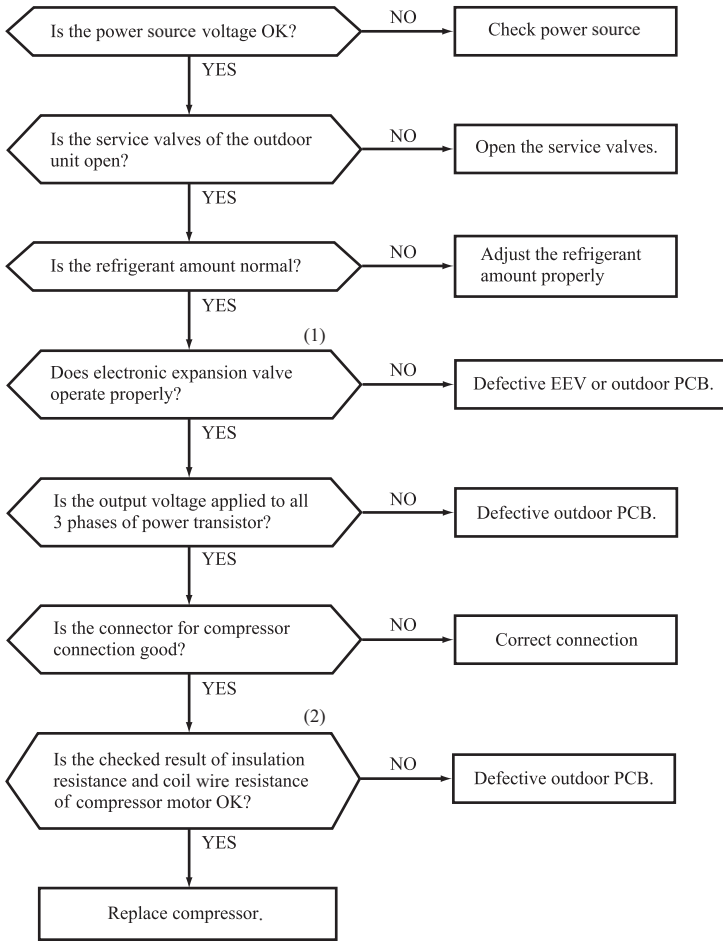 Is the power source voltage OK?
NO
Check power source
YES
Is the service valves of the outdoor
unit open?
NO
Open the service valves.
YES
Is the refrigerant amount normal?
NO
Adjust the refrigerant
amount properly
YES
(1)
Does electronic expansion valve
operate properly?
NO
Defective EEV or outdoor PCB.
YES
Is the output voltage applied to all
3 phases of power transistor?
NO
Defective outdoor PCB.
YES
Is the connector for compressor
connection good?
NO
Correct connection
YES
(2)
Is the checked result of insulation
resistance and coil wire resistance
of compressor motor OK?
NO
Defective outdoor PCB.
YES
Replace compressor.